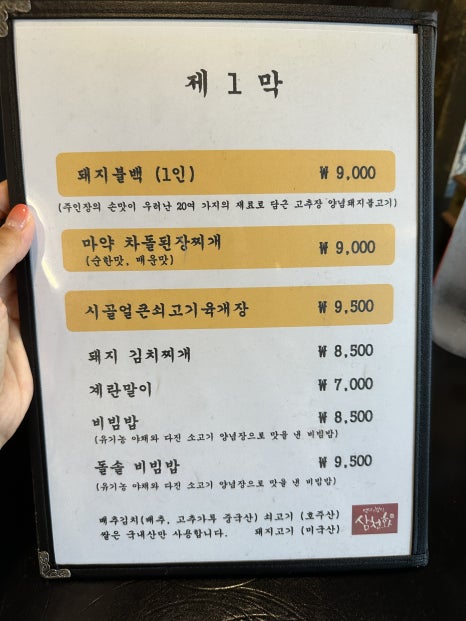 제 1 막
돼지불백 (1인) ₩ 9,000
(주인장의 손맛이 우러난 20여 가지의 재료로 담근 고추장 양념돼지불고기)
마약 차돌된장찌개 ₩ 9,000
(순한맛, 매운맛)
시골얼큰쇠고기육개장 ₩ 9,500
돼지 김치찌개 ₩ 8,500
계란말이 ₩ 7,000
비빔밥 ₩ 8,500
(유기농 야채와 다진 소고기 양념장으로 맛을 낸 비빔밥)
돌솥 비빔밥 ₩ 9,500
(유기농 야채와 다진 소고기 양념장으로 맛을 낸 비빔밥)
배추김치(배추, 고추가루 중국산) 쇠고기 (호주산)
쌀은 국내산만 사용합니다. 돼지고기 (미국산)